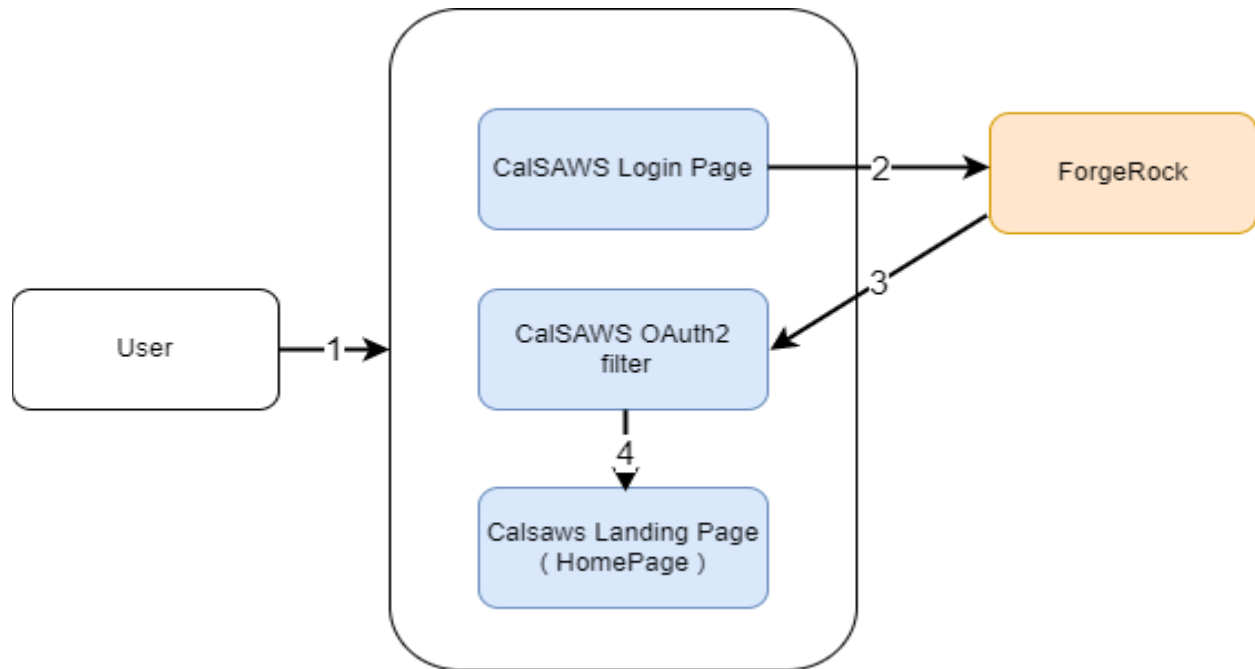 CalSAWS Login Page
2
ForgeRock
3
User
1
CalSAWS OAuth2
filter
4
Calsaws Landing Page
( HomePage )